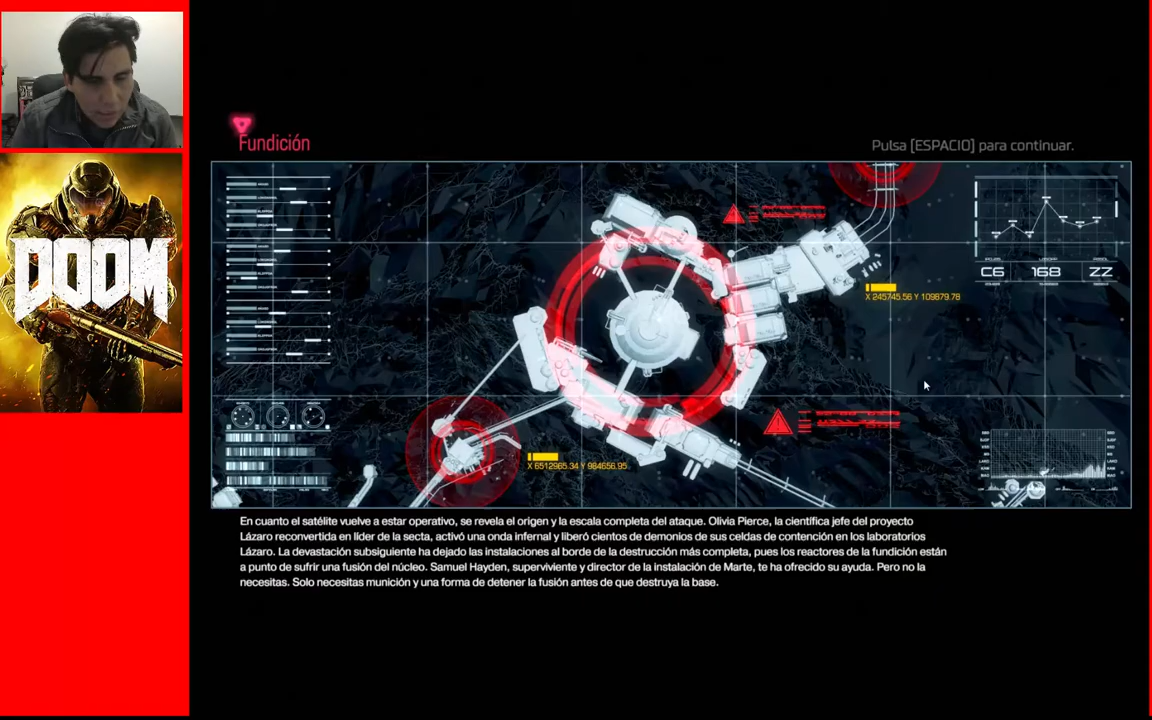 DOOM
Fundición
Pulsa [ESPACIO] para continuar.
C6 168 ZZ
X 245745.56 Y 109879.78
X 6512965.34 Y 984656.95
En cuanto el satélite vuelve a estar operativo, se revela el origen y la escala completa del ataque. Olivia Pierce, la científica jefe del proyecto
Lázaro reconvertida en líder de la secta, activó una onda infernal y liberó cientos de demonios de sus celdas de contención en los laboratorios
Lázaro. La devastación subsiguiente ha dejado las instalaciones al borde de la destrucción más completa, pues los reactores de la fundición están
a punto de sufrir una fusión del núcleo. Samuel Hayden, superviviente y director de la instalación de Marte, te ha ofrecido su ayuda. Pero no la
necesitas. Solo necesitas munición y una forma de detener la fusión antes de que destruya la base.